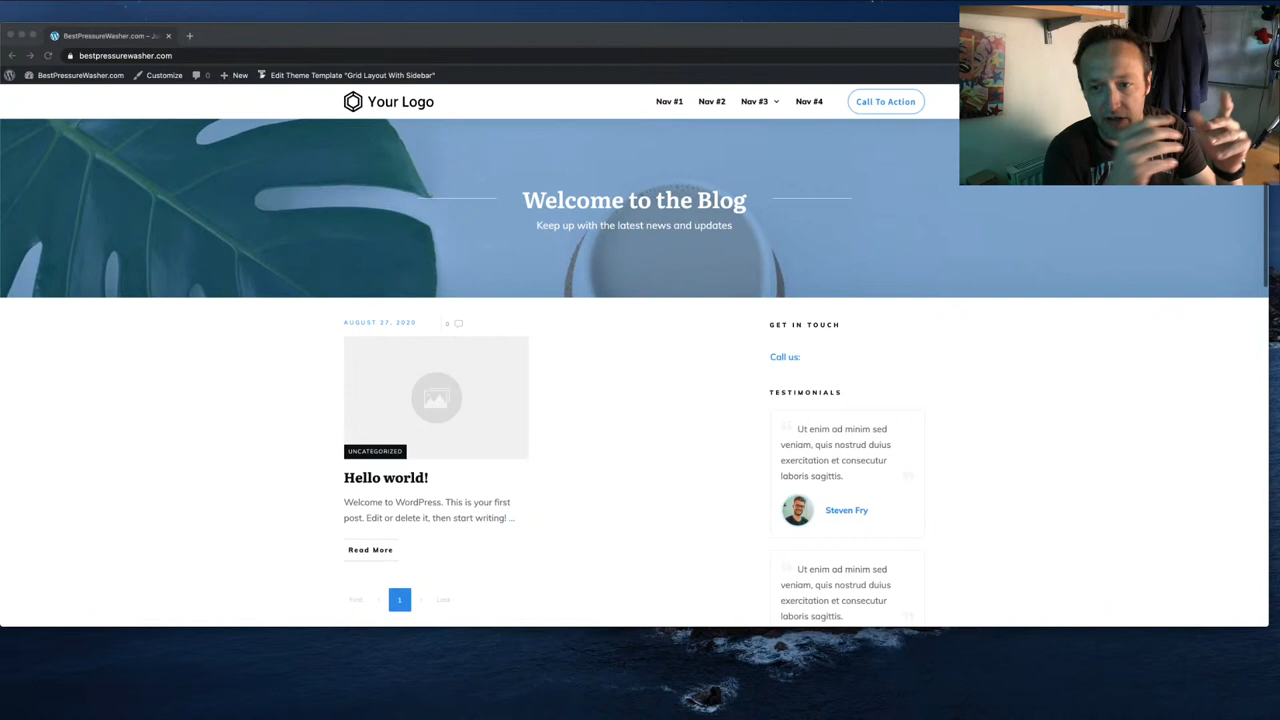 BestPressureWasher.com – Ju
bestpressurewasher.com
BestPressureWasher.com Customize 0 New Edit Theme Template "Grid Layout With Sidebar"
Your Logo Nav #1 Nav #2 Nav #3 Nav #4 Call To Action
Welcome to the Blog
Keep up with the latest news and updates
AUGUST 27, 2020 0
UNCATEGORIZED
Hello world!
Welcome to WordPress. This is your first
post. Edit or delete it, then start writing! ...
Read More
First 1 Last
GET IN TOUCH
Call us:
TESTIMONIALS
Ut enim ad minim sed
veniam, quis nostrud duius
exercitation et consecutur
laboris sagittis.
Steven Fry
Ut enim ad minim sed
veniam, quis nostrud duius
exercitation et consecutur
laboris sagittis.